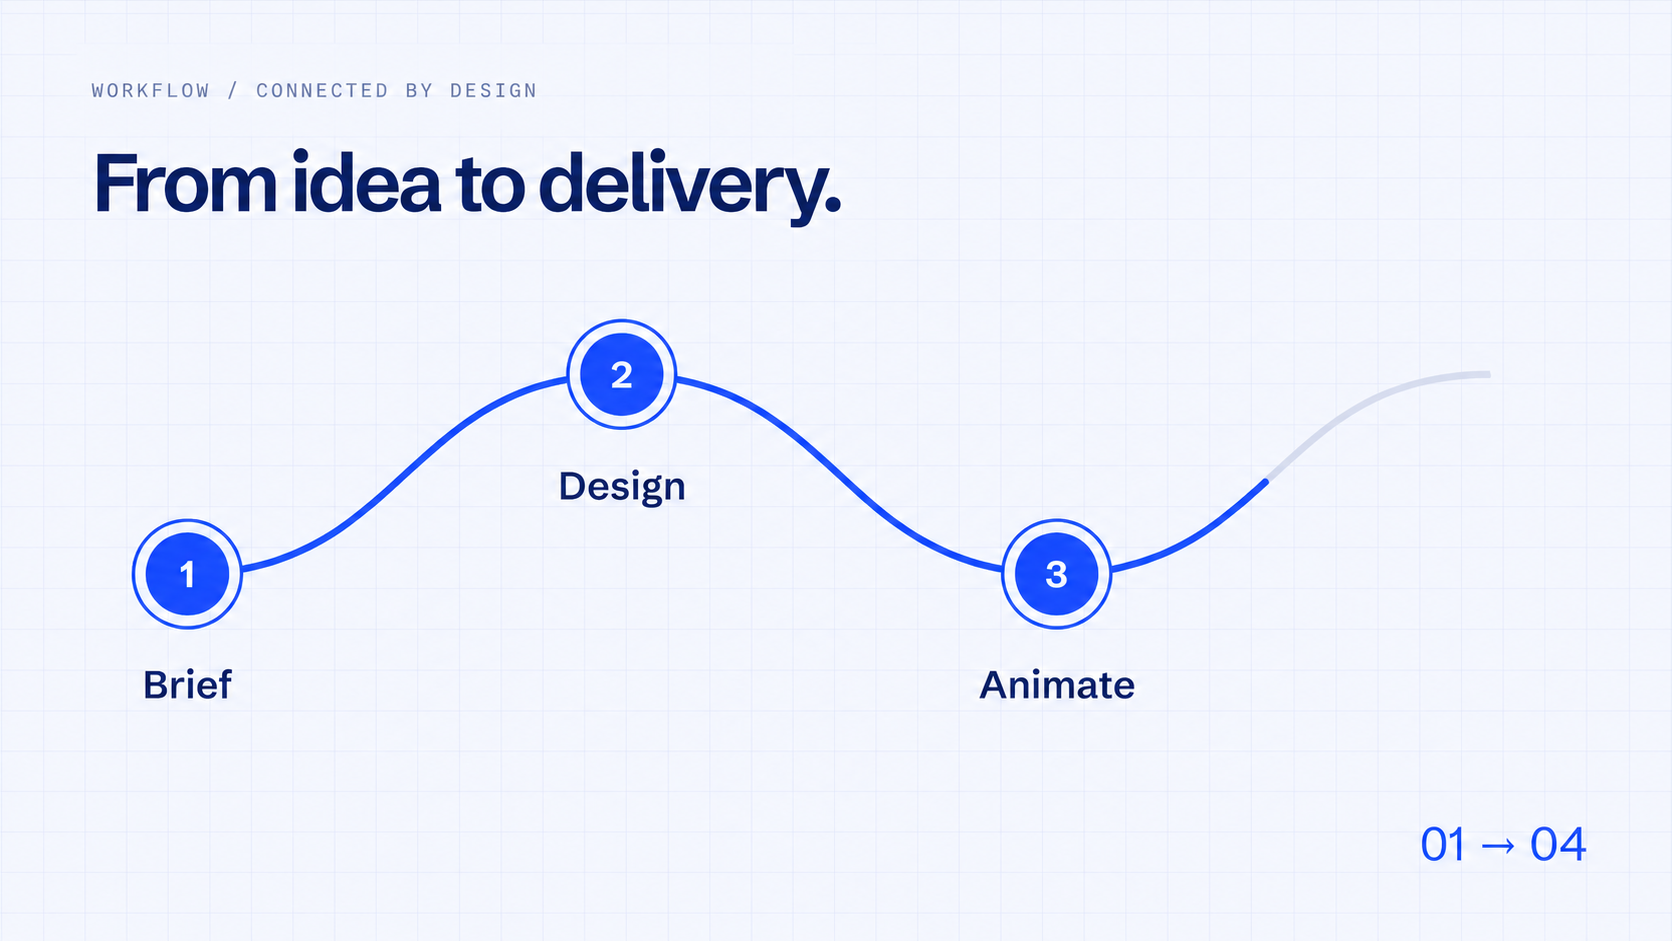 WORKFLOW / CONNECTED BY DESIGN
From idea to delivery.
2
Design
1
Brief
3
Animate
01 → 04